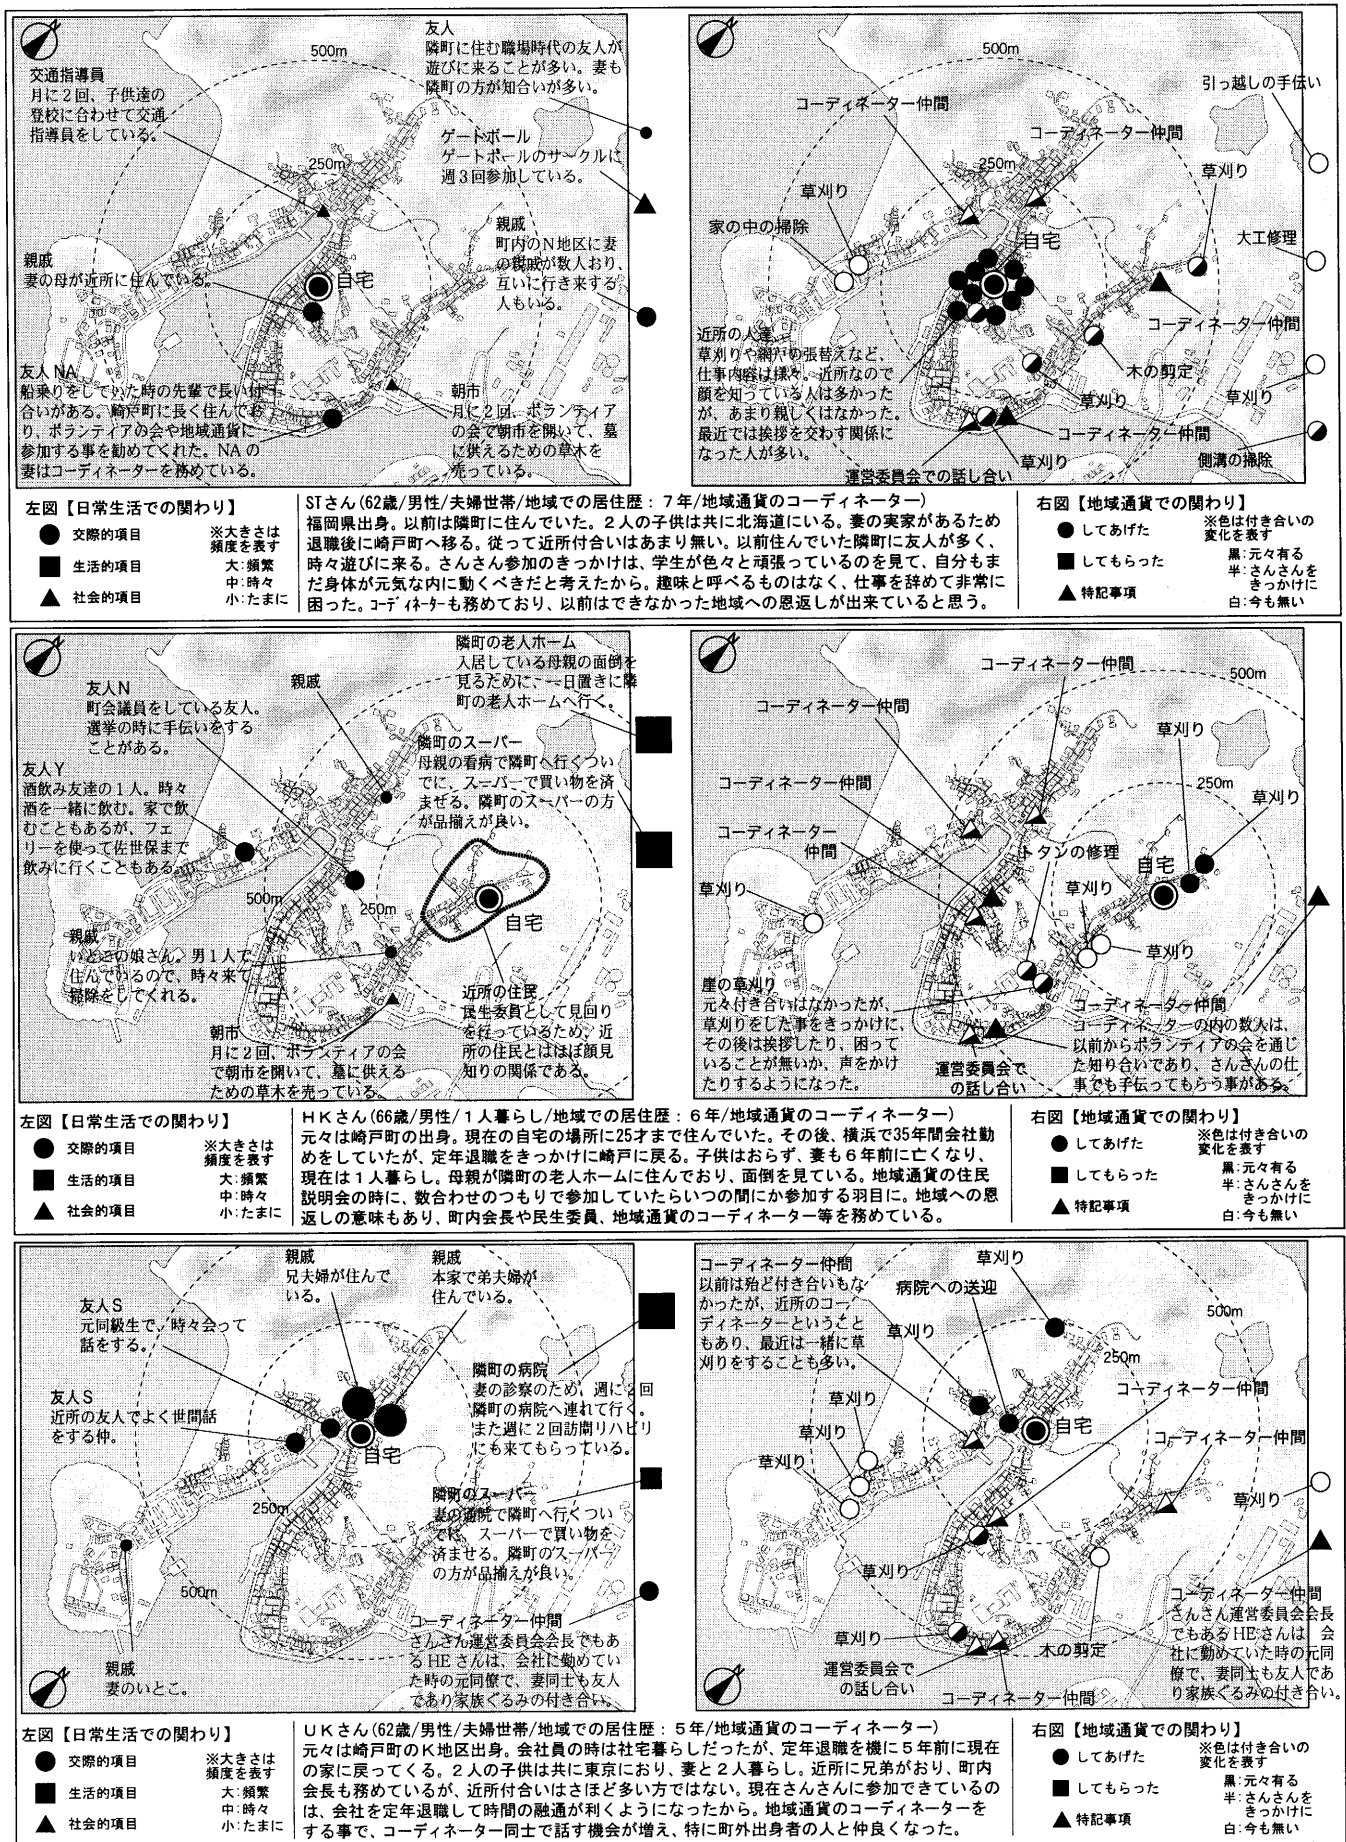 500m
250m
交通指導員
月に２回、子供達の
登校に合わせて交通
指導員をしている。
友人
隣町に住む職場時代の友人が
遊びに来ることが多い。妻も
隣町の方が知合いが多い。
ゲートボール
ゲートボールのサークルに
週３回参加している。
親戚
町内のN地区に妻
の親戚が数人おり、
互いに行き来する
人もいる。
親戚
妻の母が近所に住んでいる。
自宅
友人NA
船乗りをしていた時の先輩で長い付
合いがある。崎戸町に長く住んでお
り、ボランティアの会や地域通貨に
参加する事を勧めてくれた。NAの
妻はコーディネーターを務めている。
朝市
月に２回、ボランティア
の会で朝市を開いて、墓
に供えるための草木を
売っている。
500m
250m
コーディネーター仲間
コーディネーター仲間
引っ越しの手伝い
草刈り
草刈り
家の中の掃除
自宅
大工修理
コーディネーター仲間
近所の人達
草刈りや網戸の張替えなど、
仕事内容は様々。近所なので
顔を知っている人は多かった
が、あまり親しくはなかった。
最近では挨拶を交わす関係に
なった人が多い。
木の剪定
草刈り
草刈り
コーディネーター仲間
草刈り
側溝の掃除
運営委員会での話し合い
左図【日常生活での関わり】
交際的項目
生活的項目
社会的項目
※大きさは
頻度を表す
大:頻繁
中:時々
小:たまに
STさん(62歳/男性/夫婦世帯/地域での居住歴：７年/地域通貨のコーディネーター)
福岡県出身。以前は隣町に住んでいた。２人の子供は共に北海道にいる。妻の実家があるため
退職後に崎戸町へ移る。従って近所付合いはあまり無い。以前住んでいた隣町に友人が多く、
時々遊びに来る。さんさん参加のきっかけは、学生が色々と頑張っているのを見て、自分もま
だ身体が元気な内に動くべきだと考えたから。趣味と呼べるものはなく、仕事を辞めて非常に
困った。ｺｰﾃﾞｨﾈｰﾀｰも務めており、以前はできなかった地域への恩返しが出来ていると思う。
右図【地域通貨での関わり】
してあげた
してもらった
特記事項
※色は付き合いの
変化を表す
黒:元々有る
半:さんさんを
きっかけに
白:今も無い
友人N
町会議員をしている友人。
選挙の時に手伝いをする
ことがある。
親戚
隣町の老人ホーム
入居している母親の面倒を
見るために、一日置きに隣
町の老人ホームへ行く。
友人Y
酒飲み友達の１人。時々
酒を一緒に飲む。家で飲
むこともあるが、フェ
リーを使って佐世保まで
飲みに行くこともある。
隣町のスーパー
母親の看病で隣町へ行くつい
でに、スーパーで買い物を済
ませる。隣町のスーパーの方
が品揃えが良い。
500m
250m
自宅
親戚
いとこの娘さん。男１人で
住んでいるので、時々来て
掃除をしてくれる。
近所の住民
民生委員として見回り
を行っているため、近
所の住民とはほぼ顔見
知りの関係である。
朝市
月に２回、ボランティアの会
で朝市を開いて、墓に供える
ための草木を売っている。
コーディネーター仲間
500m
コーディネーター仲間
草刈り
コーディネーター仲間
250m
草刈り
コーディネーター
仲間
トタンの修理
自宅
草刈り
草刈り
草刈り
崖の草刈り
元々付き合いはなかったが、
草刈りをした事をきっかけに、
その後は挨拶したり、困って
いることが無いか、声をかけ
たりするようになった。
運営委員会で
の話し合い
コーディネーター仲間
コーディネーターの内の数人は、
以前からボランティアの会を通じ
た知り合いであり、さんさんの仕
事でも手伝ってもらう事がある。
左図【日常生活での関わり】
交際的項目
生活的項目
社会的項目
※大きさは
頻度を表す
大:頻繁
中:時々
小:たまに
HKさん(66歳/男性/１人暮らし/地域での居住歴：６年/地域通貨のコーディネーター)
元々は崎戸町の出身。現在の自宅の場所に25才まで住んでいた。その後、横浜で35年間会社勤
めをしていたが、定年退職をきっかけに崎戸に戻る。子供はおらず、妻も６年前に亡くなり、
現在は１人暮らし。母親が隣町の老人ホームに住んでおり、面倒を見ている。地域通貨の住民
説明会の時に、数合わせのつもりで参加していたらいつの間にか参加する羽目に。地域への恩
返しの意味もあり、町内会長や民生委員、地域通貨のコーディネーター等を務めている。
右図【地域通貨での関わり】
してあげた
してもらった
特記事項
※色は付き合いの
変化を表す
黒:元々有る
半:さんさんを
きっかけに
白:今も無い
親戚
兄夫婦が住んで
いる。
親戚
本家で弟夫婦が
住んでいる。
友人S
元同級生で、時々会って
話をする。
友人S
近所の友人でよく世間話
をする仲。
隣町の病院
妻の診察のため、週に２回
隣町の病院へ連れて行く。
また週に２回訪問リハビリ
にも来てもらっている。
自宅
250m
隣町のスーパー
妻の通院で隣町へ行くつい
でに、スーパーで買い物を
済ませる。隣町のスーパー
の方が品揃えが良い。
500m
親戚
妻のいとこ。
コーディネーター仲間
さんさん運営委員会会長でもあ
るHEさんは、会社に勤めてい
た時の元同僚で、妻同士も友人
であり家族ぐるみの付き合い。
コーディネーター仲間
以前は殆ど付き合いもな
かったが、近所のコー
ディネーターということ
もあり、最近は一緒に草
刈りをすることも多い。
草刈り
病院への送迎
500m
草刈り
250m
コーディネーター仲間
草刈り
自宅
草刈り
コーディネーター仲間
草刈り
草刈り
草刈り
草刈り
木の剪定
運営委員会で
の話し合い
コーディネーター仲間
コーディネーター仲間
さんさん運営委員会会長
でもあるHEさんは、会
社に勤めていた時の元同
僚で、妻同士も友人であ
り家族ぐるみの付き合い。
左図【日常生活での関わり】
交際的項目
生活的項目
社会的項目
※大きさは
頻度を表す
大:頻繁
中:時々
小:たまに
UKさん(62歳/男性/夫婦世帯/地域での居住歴：５年/地域通貨のコーディネーター)
元々は崎戸町のK地区出身。会社員の時は社宅暮らしだったが、定年退職を機に５年前に現在
の家に戻ってくる。２人の子供は共に東京におり、妻と２人暮らし。近所に兄弟がおり、町内
会長も務めているが、近所付合いはさほど多い方ではない。現在さんさんに参加できているの
は、会社を定年退職して時間の融通が利くようになったから。地域通貨のコーディネーターを
する事で、コーディネーター同士で話す機会が増え、特に町外出身者の人と仲良くなった。
右図【地域通貨での関わり】
してあげた
してもらった
特記事項
※色は付き合いの
変化を表す
黒:元々有る
半:さんさんを
きっかけに
白:今も無い